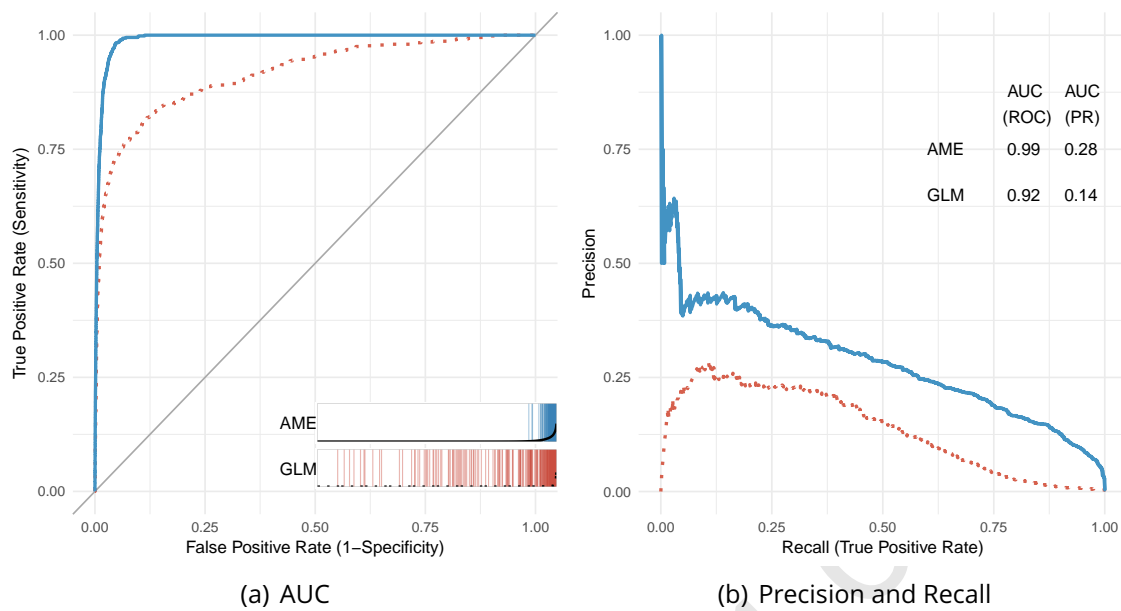 1.00
0.75
0.50
0.25
0.00
True Positive Rate (Sensitivity)
AME
GLM
0.00 0.25 0.50 0.75 1.00
False Positive Rate (1−Specificity)
(a) AUC
1.00
0.75
0.50
0.25
0.00
Precision
AUC AUC
(ROC) (PR)
AME 0.99 0.28
GLM 0.92 0.14
0.00 0.25 0.50 0.75 1.00
Recall (True Positive Rate)
(b) Precision and Recall